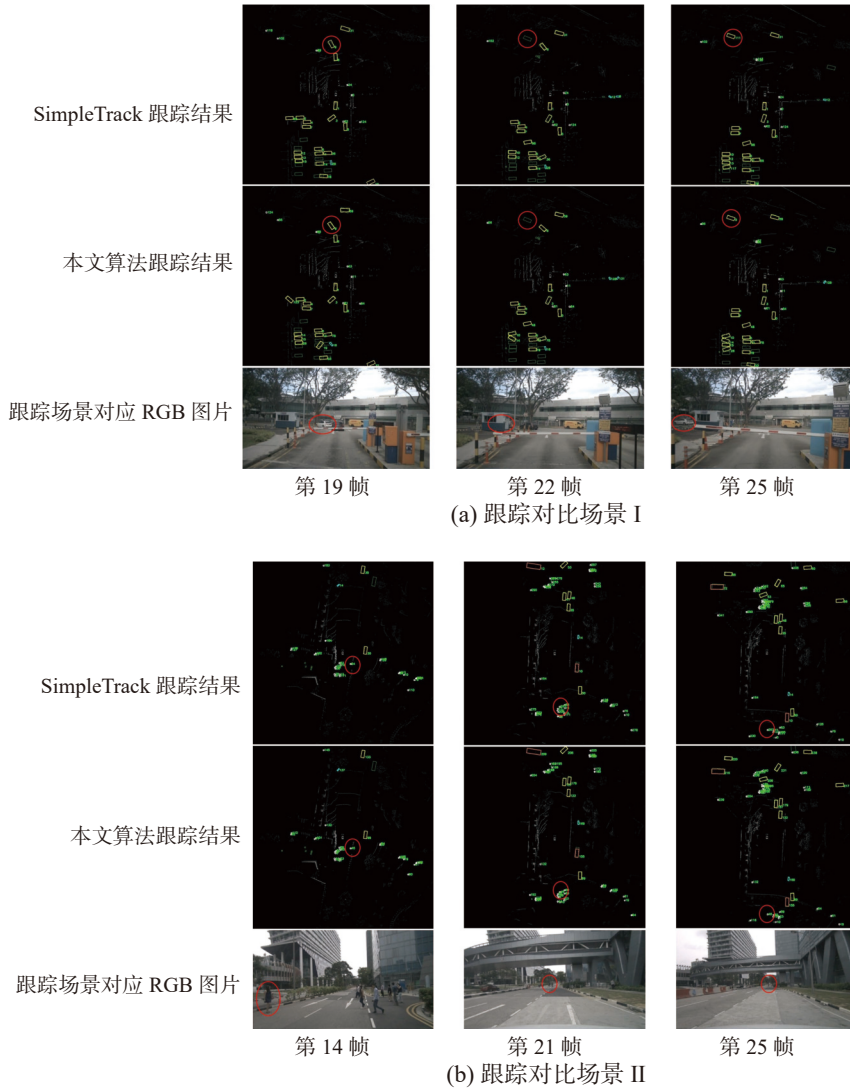 SimpleTrack 跟踪结果
本文算法跟踪结果
跟踪场景对应 RGB 图片
第 19 帧
第 22 帧
第 25 帧
(a) 跟踪对比场景 I
SimpleTrack 跟踪结果
本文算法跟踪结果
跟踪场景对应 RGB 图片
第 14 帧
第 21 帧
第 25 帧
(b) 跟踪对比场景 II